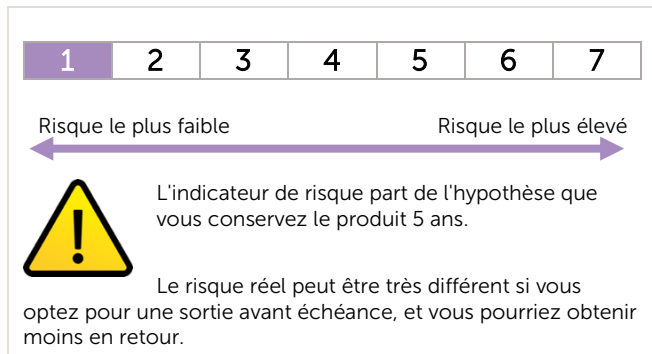 1 2 3 4 5 6 7
Risque le plus faible Risque le plus élevé
L'indicateur de risque part de l'hypothèse que
vous conservez le produit 5 ans.
Le risque réel peut être très différent si vous
optez pour une sortie avant échéance, et vous pourriez obtenir
moins en retour.